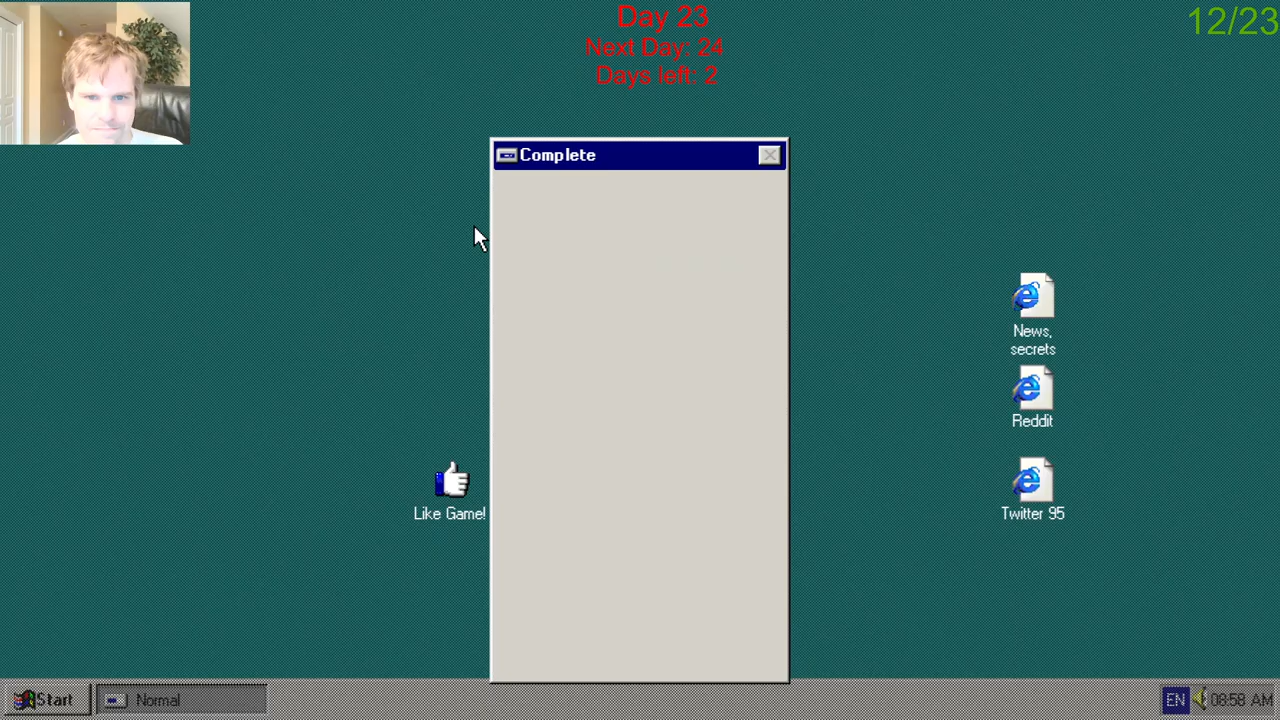 Day 23
Next Day: 24
Days left: 2
12/23
Complete
News,
secrets
Reddit
Like Game!
Twitter 95
Start
Normal
EN
08:58 AM